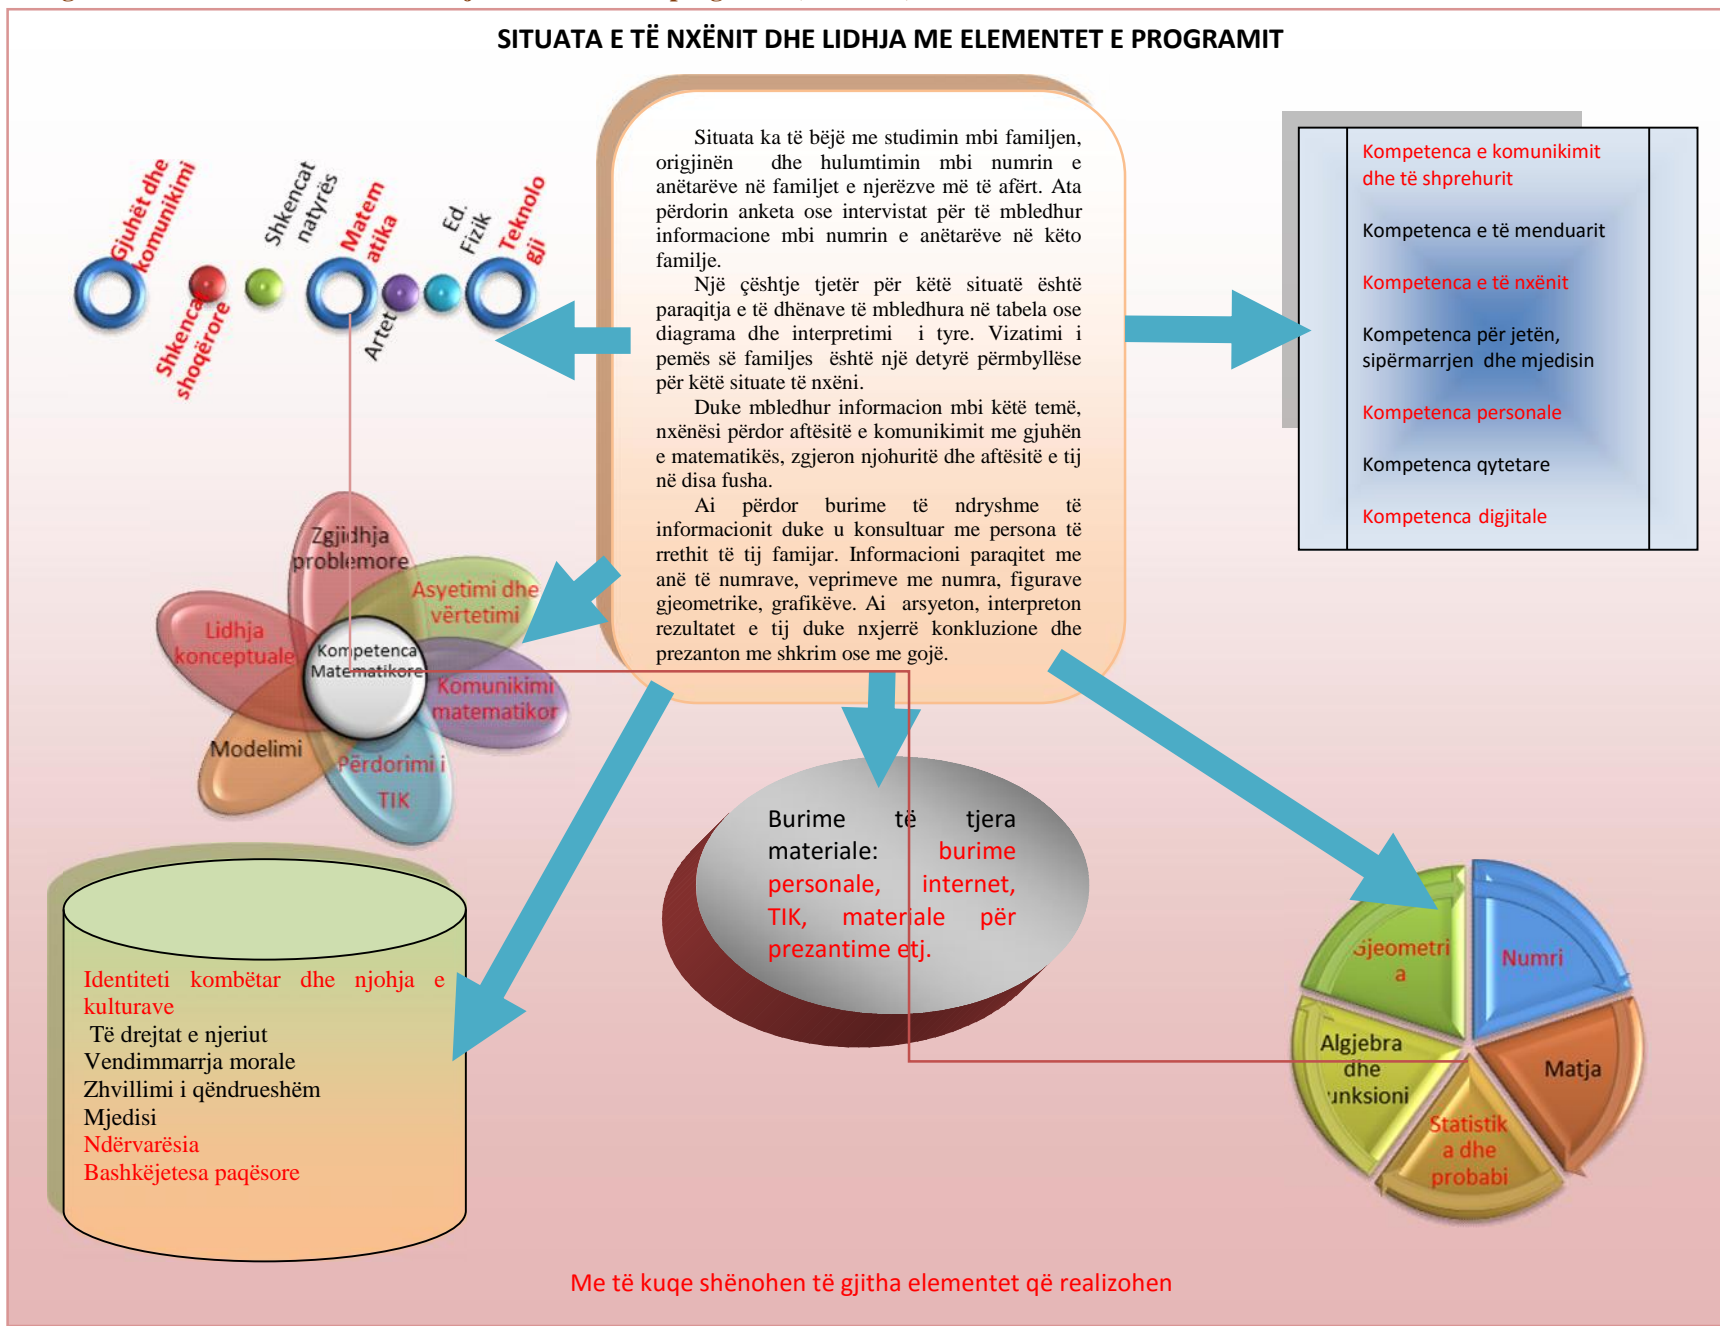 SITUATA E TË NXËNIT DHE LIDHJA ME ELEMENTET E PROGRAMIT
Gjuhët dhe
komunikimi
Shkencat
shoqërore
Shkencat
natyrës
Matem
atika
Artet
Ed.
Fizik
Teknolo
gji
Situata ka të bëjë me studimin mbi familjen,
origjinën dhe hulumtimin mbi numrin e
anëtarëve në familjet e njerëzve më të afërt. Ata
përdorin anketa ose intervistat për të mbledhur
informacione mbi numrin e anëtarëve në këto
familje.
Një çështje tjetër për këtë situatë është
paraqitja e të dhënave të mbledhura në tabela ose
diagrama dhe interpretimi i tyre. Vizatimi i
pemës së familjes është një detyrë përmbyllëse
për këtë situate të nxëni.
Duke mbledhur informacion mbi këtë temë,
nxënësi përdor aftësitë e komunikimit me gjuhën
e matematikës, zgjeron njohuritë dhe aftësitë e tij
në disa fusha.
Ai përdor burime të ndryshme të
informacionit duke u konsultuar me persona të
rrethit të tij famijar. Informacioni paraqitet me
anë të numrave, veprimeve me numra, figurave
gjeometrike, grafikëve. Ai arsyeton, interpreton
rezultatet e tij duke nxjerrë konkluzione dhe
prezanton me shkrim ose me gojë.
Kompetenca e komunikimit
dhe të shprehurit
Kompetenca e të menduarit
Kompetenca e të nxënit
Kompetenca për jetën,
sipërmarrjen dhe mjedisin
Kompetenca personale
Kompetenca qytetare
Kompetenca digjitale
Zgjidhja
problemore
Asyetimi dhe
vërtetimi
Lidhja
konceptuale
Kompetenca
Matematikore
Komunikimi
matematikor
Modelimi
Përdorimi i
TIK
Burime të tjera
materiale: burime
personale, internet,
TIK, materiale për
prezantime etj.
Identiteti kombëtar dhe njohja e
kulturave
Të drejtat e njeriut
Vendimmarrja morale
Zhvillimi i qëndrueshëm
Mjedisi
Ndërvarësia
Bashkëjetesa paqësore
Gjeometri
a
Numri
Algjebra
dhe
unksioni
Matja
Statistik
a dhe
probabi
Me të kuqe shënohen të gjitha elementet që realizohen